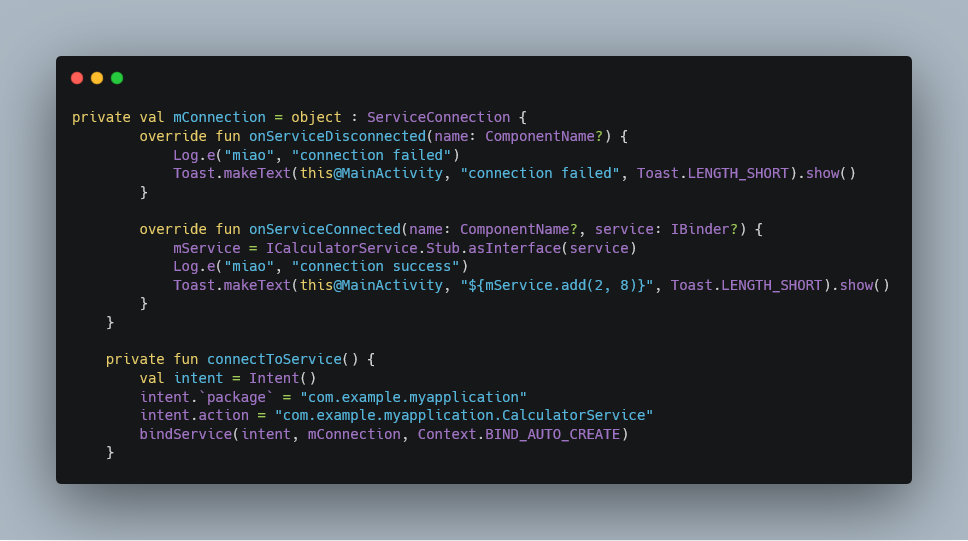 private val mConnection = object : ServiceConnection {
        override fun onServiceDisconnected(name: ComponentName?) {
            Log.e("miao", "connection failed")
            Toast.makeText(this@MainActivity, "connection failed", Toast.LENGTH_SHORT).show()
        }

        override fun onServiceConnected(name: ComponentName?, service: IBinder?) {
            mService = ICalculatorService.Stub.asInterface(service)
            Log.e("miao", "connection success")
            Toast.makeText(this@MainActivity, "${mService.add(2, 8)}", Toast.LENGTH_SHORT).show()
        }
    }

    private fun connectToService() {
        val intent = Intent()
        intent.`package` = "com.example.myapplication"
        intent.action = "com.example.myapplication.CalculatorService"
        bindService(intent, mConnection, Context.BIND_AUTO_CREATE)
    }